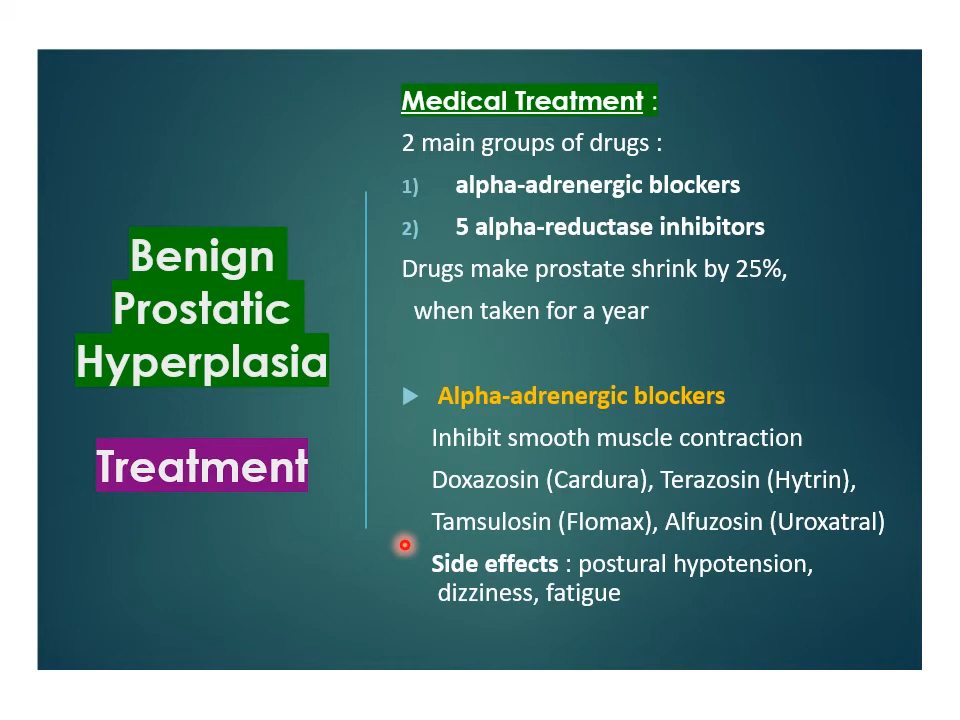 Benign
Prostatic
Hyperplasia
Treatment
Medical Treatment :
2 main groups of drugs :
1) alpha-adrenergic blockers
2) 5 alpha-reductase inhibitors
Drugs make prostate shrink by 25%,
when taken for a year
Alpha-adrenergic blockers
Inhibit smooth muscle contraction
Doxazosin (Cardura), Terazosin (Hytrin),
Tamsulosin (Flomax), Alfuzosin (Uroxatral)
Side effects : postural hypotension,
dizziness, fatigue